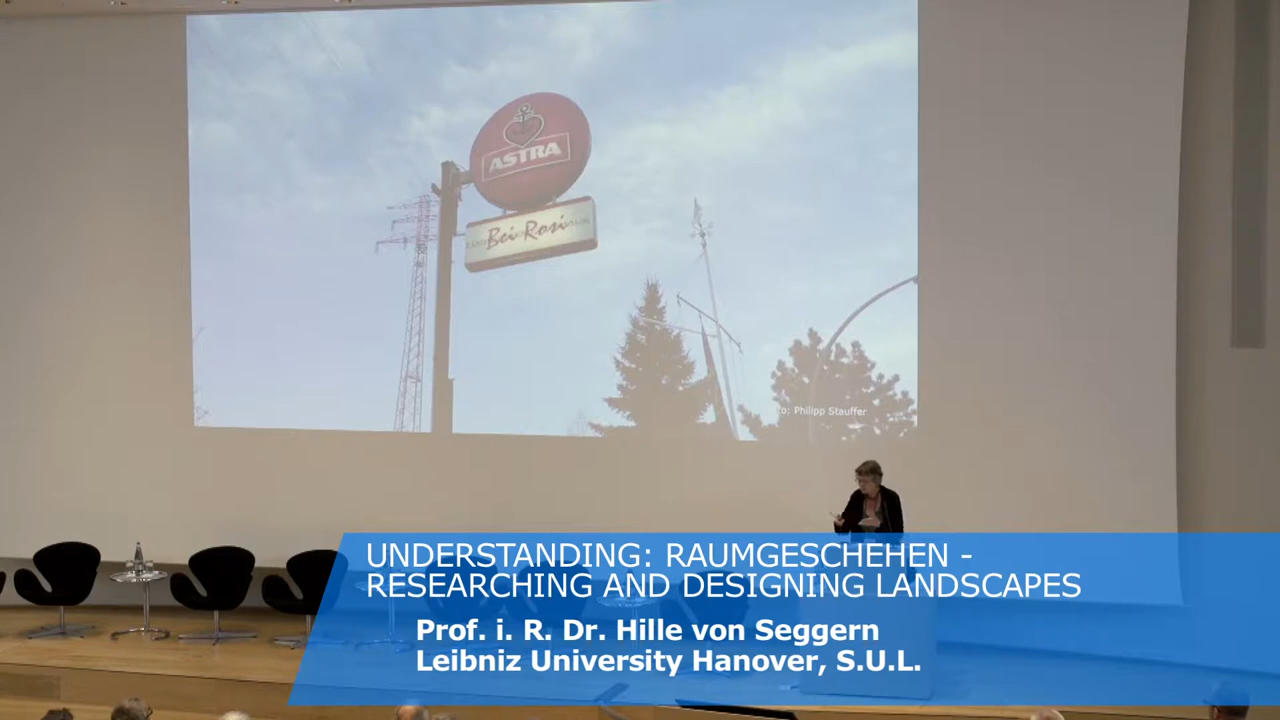 ASTRA
Bei Rosi
Philipp Stauffer
UNDERSTANDING: RAUMGESCHEHEN -
RESEARCHING AND DESIGNING LANDSCAPES
Prof. i. R. Dr. Hille von Seggern
Leibniz University Hanover, S.U.L.